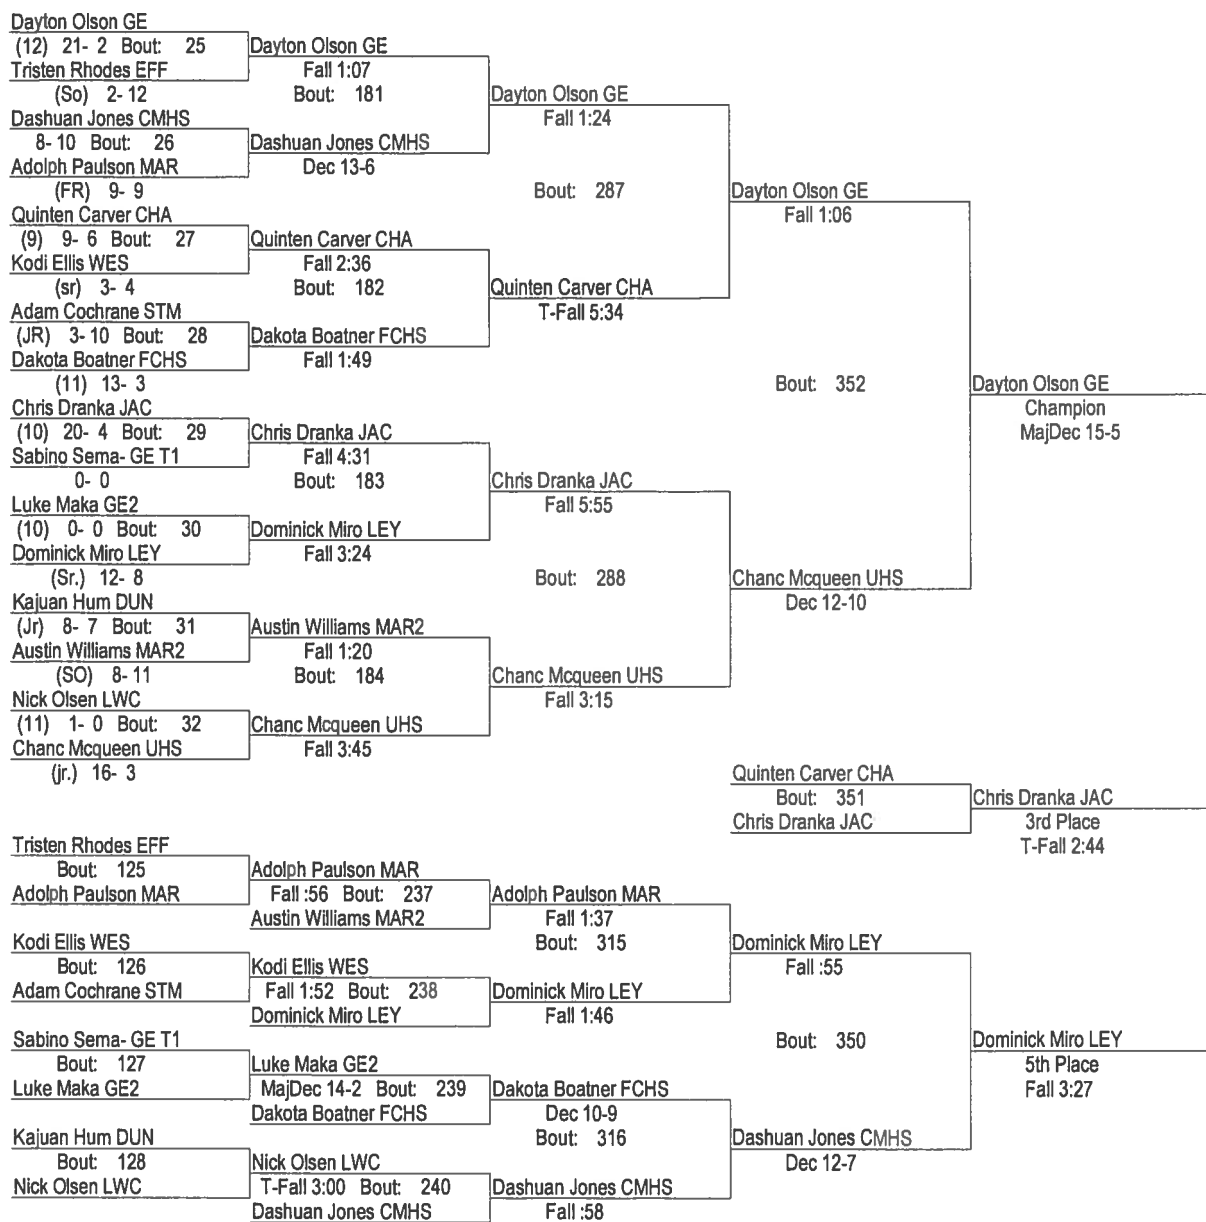 Dayton Olson GE
(12) 21- 2 Bout: 25
Tristen Rhodes EFF
(So) 2- 12
Dashuan Jones CMHS
8- 10 Bout: 26
Adolph Paulson MAR
(FR) 9- 9
Quinten Carver CHA
(9) 9- 6 Bout: 27
Kodi Ellis WES
(sr) 3- 4
Adam Cochrane STM
(JR) 3- 10 Bout: 28
Dakota Boatner FCHS
(11) 13- 3
Chris Dranka JAC
(10) 20- 4 Bout: 29
Sabino Sema- GE T1
0- 0
Luke Maka GE2
(10) 0- 0 Bout: 30
Dominick Miro LEY
(Sr.) 12- 8
Kajuan Hum DUN
(Jr) 8- 7 Bout: 31
Austin Williams MAR2
(SO) 8- 11
Nick Olsen LWC
(11) 1- 0 Bout: 32
Chanc Mcqueen UHS
(jr.) 16- 3
Dayton Olson GE
Fall 1:07
Bout: 181
Dashuan Jones CMHS
Dec 13-6
Quinten Carver CHA
Fall 2:36
Bout: 182
Dakota Boatner FCHS
Fall 1:49
Chris Dranka JAC
Fall 4:31
Bout: 183
Dominick Miro LEY
Fall 3:24
Austin Williams MAR2
Fall 1:20
Bout: 184
Chanc Mcqueen UHS
Fall 3:45
Dayton Olson GE
Fall 1:24
Bout: 287
Quinten Carver CHA
T-Fall 5:34
Chris Dranka JAC
Fall 5:55
Bout: 288
Chanc Mcqueen UHS
Fall 3:15
Dayton Olson GE
Fall 1:06
Bout: 352
Chanc Mcqueen UHS
Dec 12-10
Dayton Olson GE
Champion
MajDec 15-5
Quinten Carver CHA
Bout: 351
Chris Dranka JAC
Chris Dranka JAC
3rd Place
T-Fall 2:44
Tristen Rhodes EFF
Bout: 125
Adolph Paulson MAR
Kodi Ellis WES
Bout: 126
Adam Cochrane STM
Sabino Sema- GE T1
Bout: 127
Luke Maka GE2
Kajuan Hum DUN
Bout: 128
Nick Olsen LWC
Adolph Paulson MAR
Fall :56 Bout: 237
Austin Williams MAR2
Kodi Ellis WES
Fall 1:52 Bout: 238
Dominick Miro LEY
Luke Maka GE2
MajDec 14-2 Bout: 239
Dakota Boatner FCHS
Nick Olsen LWC
T-Fall 3:00 Bout: 240
Dashuan Jones CMHS
Adolph Paulson MAR
Fall 1:37
Bout: 315
Dominick Miro LEY
Fall 1:46
Dakota Boatner FCHS
Dec 10-9
Bout: 316
Dashuan Jones CMHS
Fall :58
Dominick Miro LEY
Fall :55
Bout: 350
Dashuan Jones CMHS
Dec 12-7
Dominick Miro LEY
5th Place
Fall 3:27